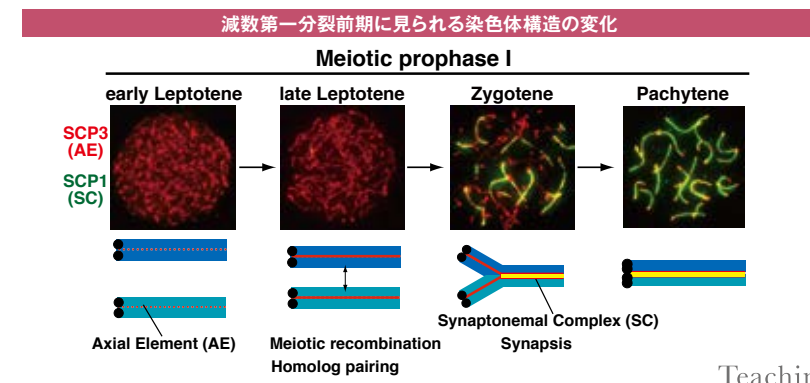 減数第一分裂前期に見られる染色体構造の変化
Meiotic prophase I
early Leptotene
late Leptotene
Zygotene
Pachytene
SCP3
(AE)
SCP1
(SC)
Axial Element (AE)
Meiotic recombination
Homolog pairing
Synaptonemal Complex (SC)
Synapsis